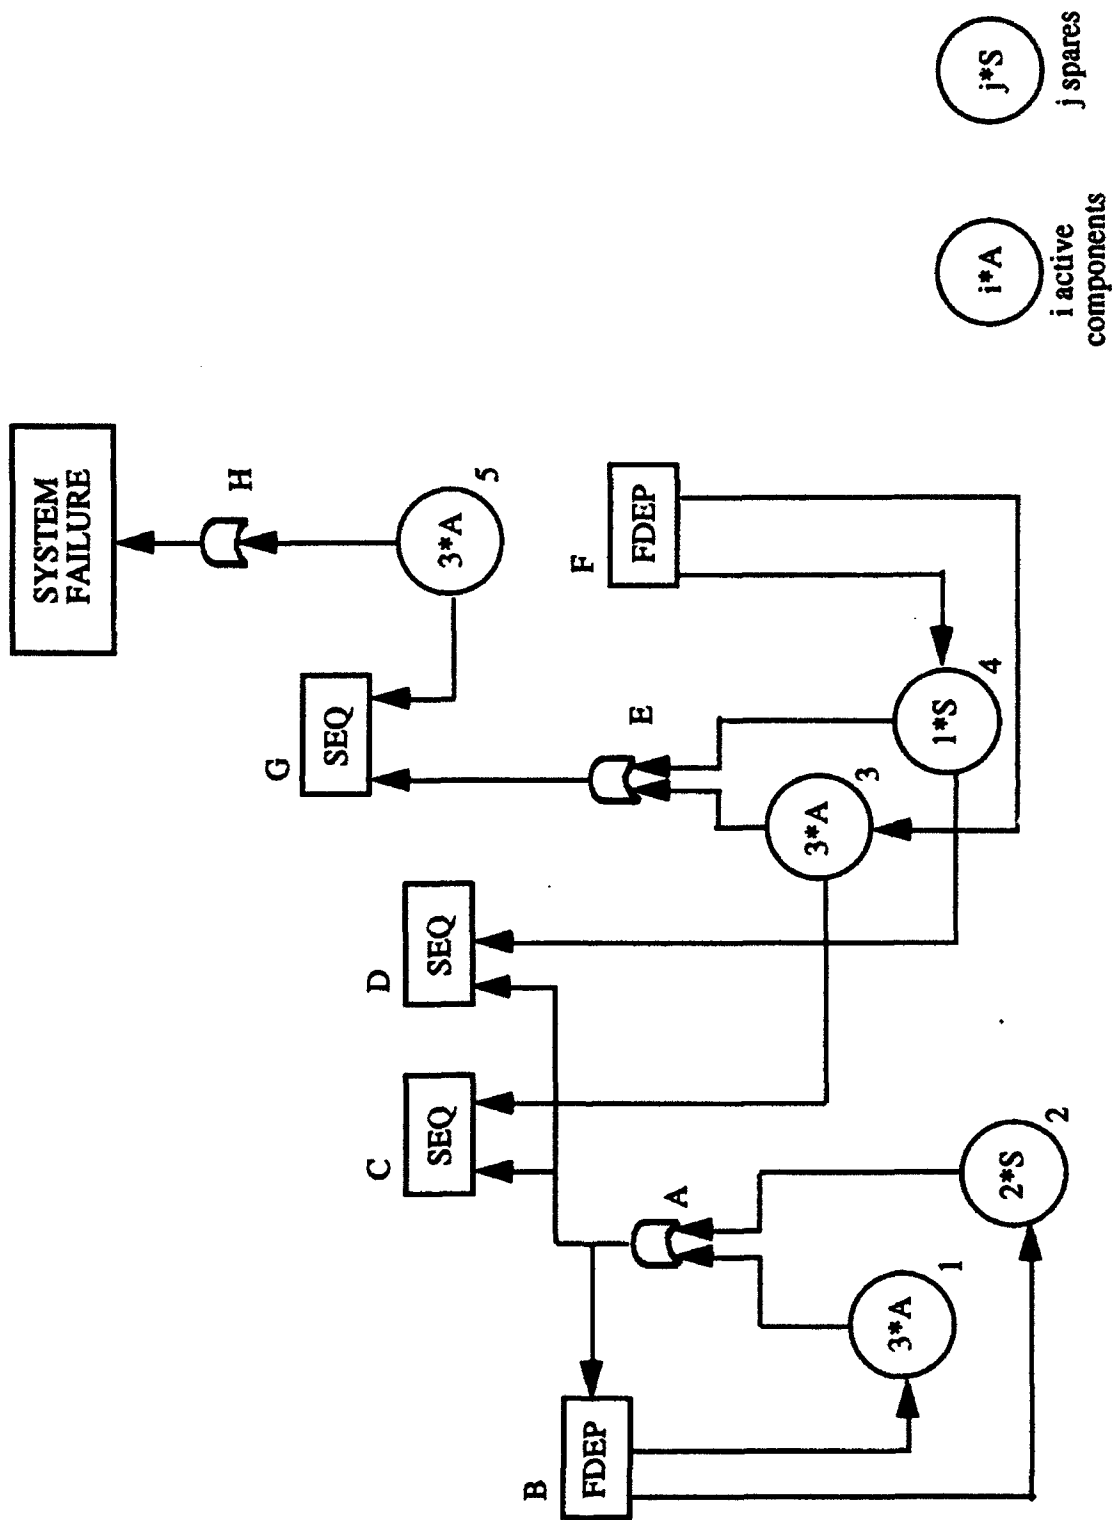 SYSTEM
FAILURE
H
G
SEQ
C
D
SEQ
SEQ
3*A
5
B
F
FDEP
FDEP
E
A
3*A
3
3*A
1
1*S
4
2*S
2
i*A
j*S
i active
components
j spares